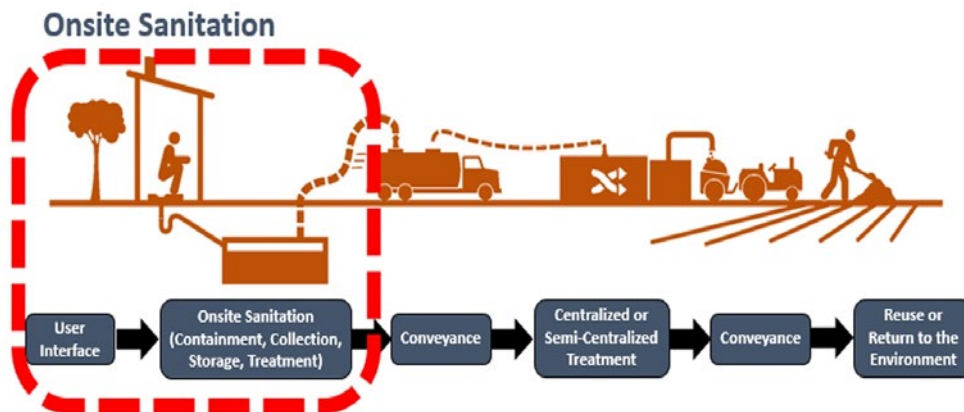 Onsite Sanitation
User
Interface
Onsite Sanitation
(Containment, Collection,
Storage, Treatment)
Conveyance
Centralized or
Semi-Centralized
Treatment
Conveyance
Reuse or
Return to the
Environment